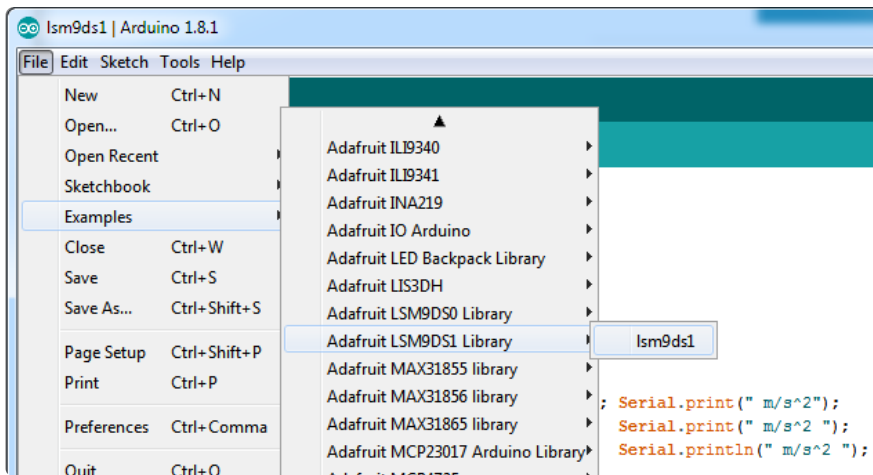 lsm9ds1 | Arduino 1.8.1
File Edit Sketch Tools Help
New Ctrl+N
Open... Ctrl+O
Open Recent
Sketchbook
Examples
Close Ctrl+W
Save Ctrl+S
Save As... Ctrl+Shift+S
Page Setup Ctrl+Shift+P
Print Ctrl+P
Preferences Ctrl+Comma
Quit Ctrl+Q
Adafruit ILI9340
Adafruit ILI9341
Adafruit INA219
Adafruit IO Arduino
Adafruit LED Backpack Library
Adafruit LIS3DH
Adafruit LSM9DS0 Library
Adafruit LSM9DS1 Library
Adafruit MAX31855 library
Adafruit MAX31856 library
Adafruit MAX31865 library
Adafruit MCP23017 Arduino Library
lsm9ds1
; Serial.print(" m/s^2");
Serial.print(" m/s^2 ");
Serial.println(" m/s^2 ");